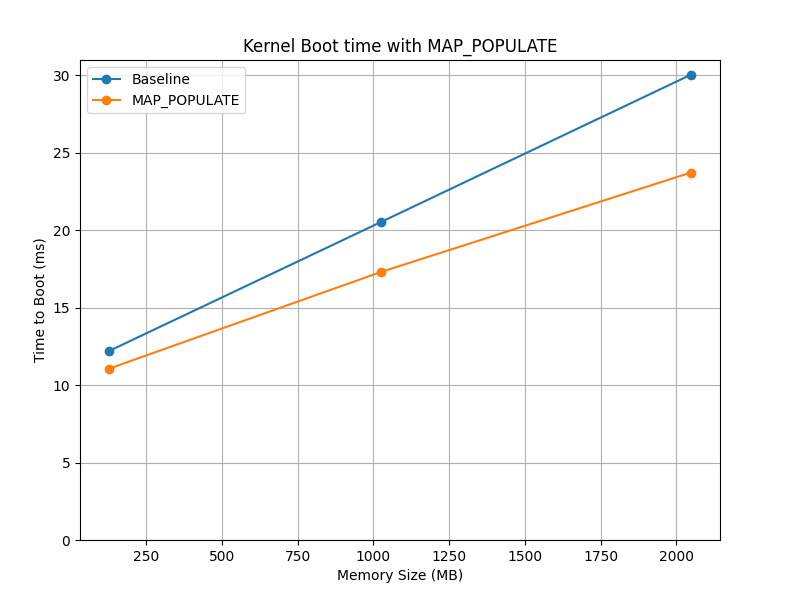 Kernel Boot time with MAP_POPULATE
Baseline
MAP_POPULATE
30
25
20
15
10
5
0
Time to Boot (ms)
250 500 750 1000 1250 1500 1750 2000
Memory Size (MB)